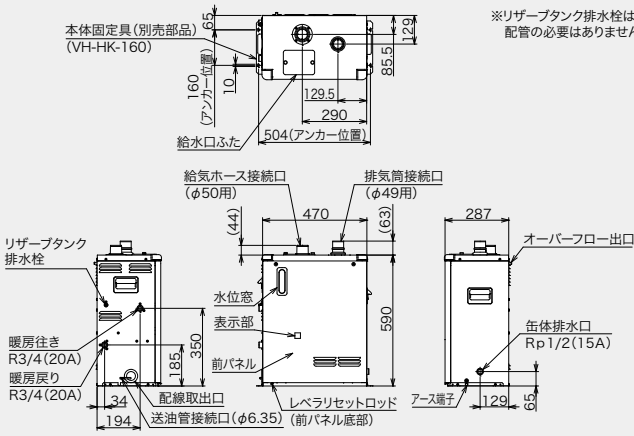 ※リザーブタンク排水栓は
配管の必要はありません
本体固定具(別売部品)
(VH-HK-160)
65
160
(アンカー位置)
10
129
85.5
129.5
290
504(アンカー位置)
給水口ふた
給気ホース接続口
(φ50用)
排気筒接続口
(φ49用)
(44)
470
(63)
287
リザーブタンク
排水栓
オーバーフロー出口
水位窓
表示部
前パネル
590
350
185
暖房往き
R3/4(20A)
暖房戻り
R3/4(20A)
缶体排水口
Rp1/2(15A)
34
194
配線取出口
送油管接続口(φ6.35)
レベラリセットロッド
(前パネル底部)
アース端子
129
65